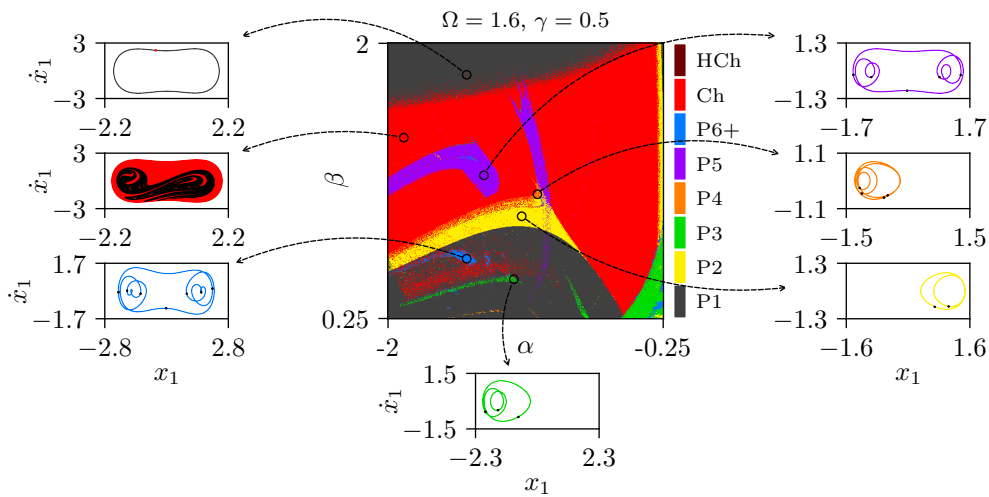 Ω = 1.6, γ = 0.5
3
ẋ₁
−3
−2.2 2.2
3
ẋ₁
−3
−2.2 2.2
1.7
ẋ₁
−1.7
−2.8 2.8
x₁
2
β
0.25
-2 α -0.25
HCh
Ch
P6+
P5
P4
P3
P2
P1
1.3
−1.3
−1.7 1.7
1.1
−1.1
−1.5 1.5
1.3
−1.3
−1.6 1.6
x₁
1.5
ẋ₁
−1.5
−2.3 2.3
x₁